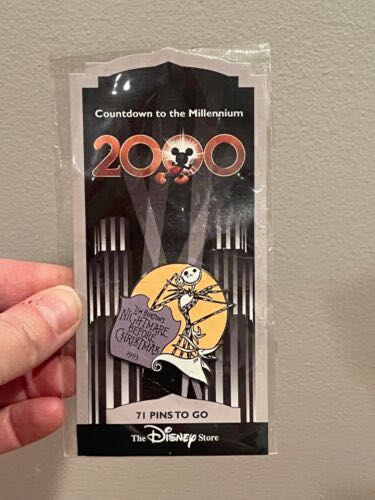 Countdown to the Millennium
2000
TIM BURTON'S
NIGHTMARE
BEFORE
CHRISTMAS
1993
71 PINS TO GO
The Disney Store